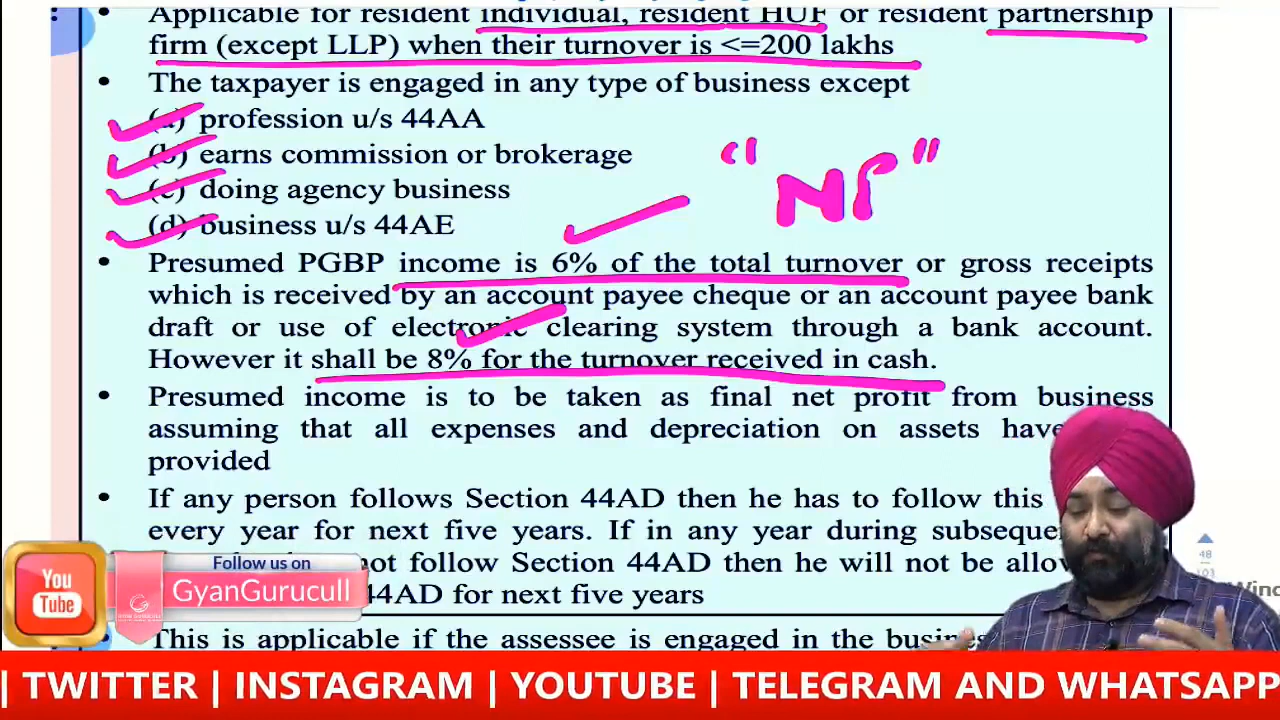 Applicable for resident individual, resident HUF or resident partnership
firm (except LLP) when their turnover is <=200 lakhs
• The taxpayer is engaged in any type of business except
(a) profession u/s 44AA
(b) earns commission or brokerage
(c) doing agency business
(d) business u/s 44AE
"NP"
• Presumed PGBP income is 6% of the total turnover or gross receipts
which is received by an account payee cheque or an account payee bank
draft or use of electronic clearing system through a bank account.
However it shall be 8% for the turnover received in cash.
• Presumed income is to be taken as final net profit from business
assuming that all expenses and depreciation on assets have
provided
• If any person follows Section 44AD then he has to follow this
every year for next five years. If in any year during
not follow Section 44AD then he will not be
44AD for next five years
• This is applicable if the assessee is engaged in the
You
Tube
Follow us on
GyanGurucull
48
| TWITTER | INSTAGRAM | YOUTUBE | TELEGRAM AND WHATSAPP